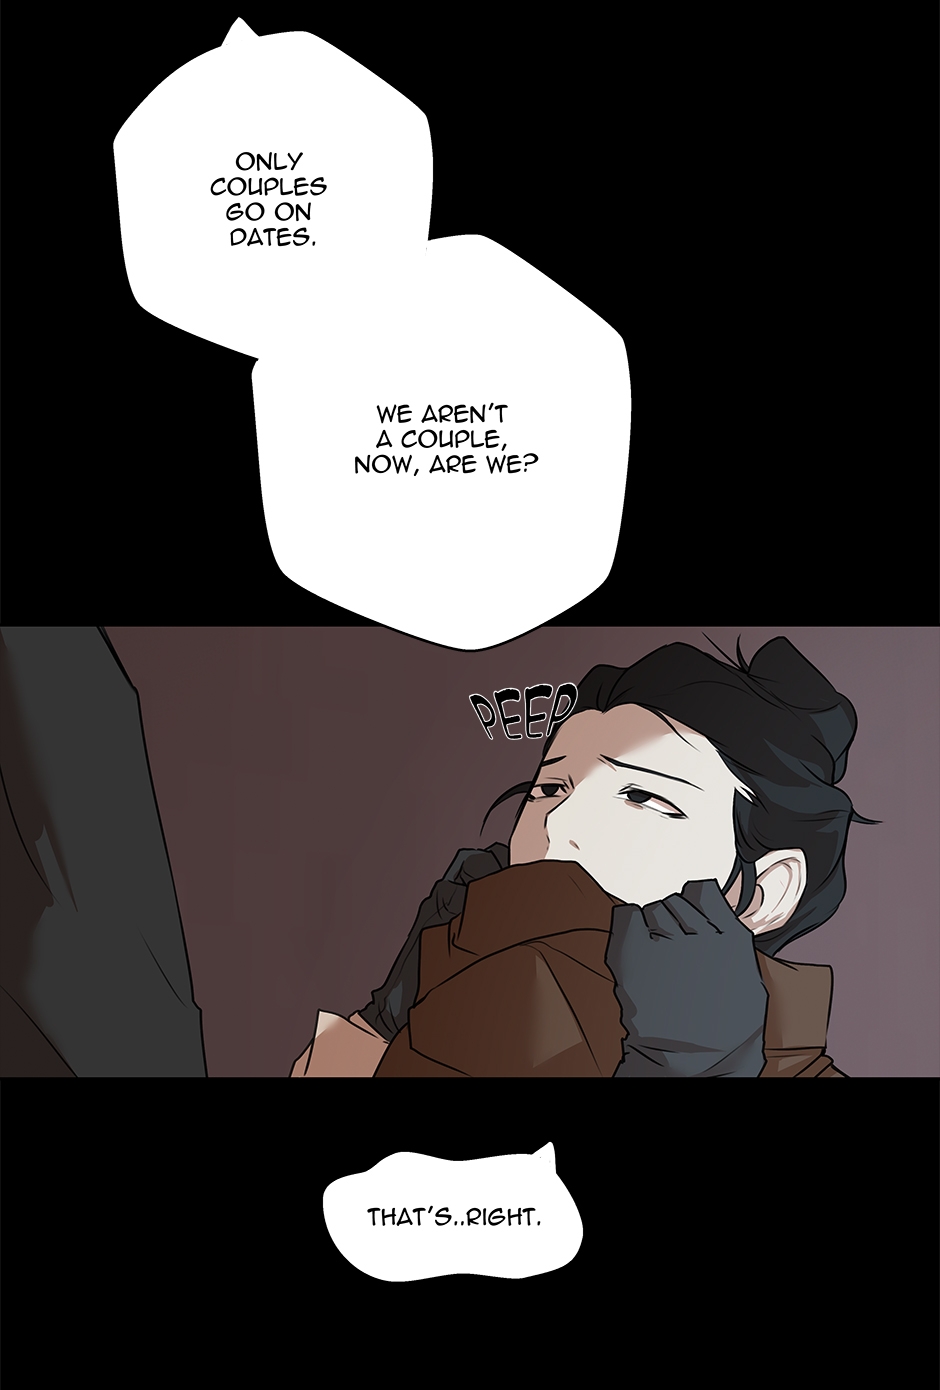 ONLY
COUPLES
GO ON
DATES.
WE AREN'T
A COUPLE,
NOW, ARE WE?
PEEP
THAT'S..RIGHT.